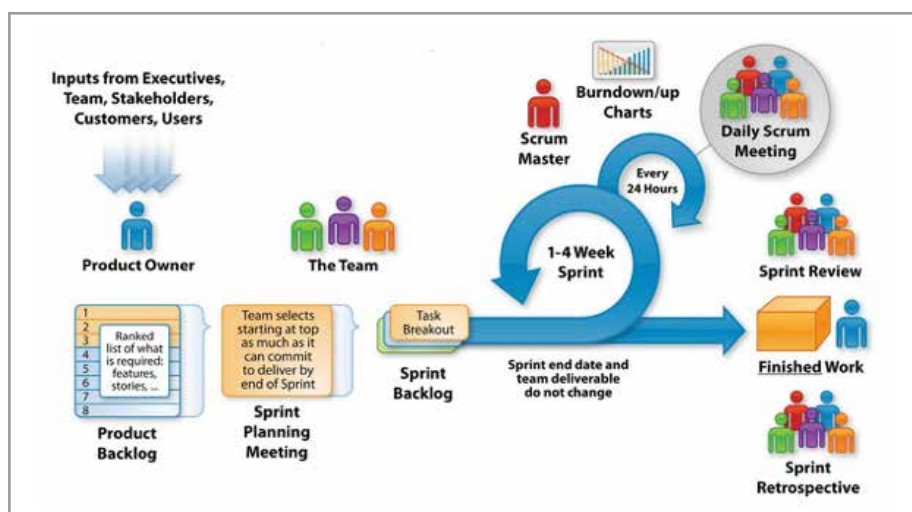 Inputs from Executives,
Team, Stakeholders,
Customers, Users
Product Owner
The Team
Scrum
Master
Burndown/up
Charts
Daily Scrum
Meeting
Every
24 Hours
1-4 Week
Sprint
Sprint Review
1
2
3
4
5
6
7
8
Ranked
list of what
is required:
features,
stories, ...
Product
Backlog
Team selects
starting at top
as much as it
can commit
to deliver by
end of Sprint
Sprint
Planning
Meeting
Task
Breakout
Sprint
Backlog
Sprint end date and
team deliverable
do not change
Finished Work
Sprint
Retrospective